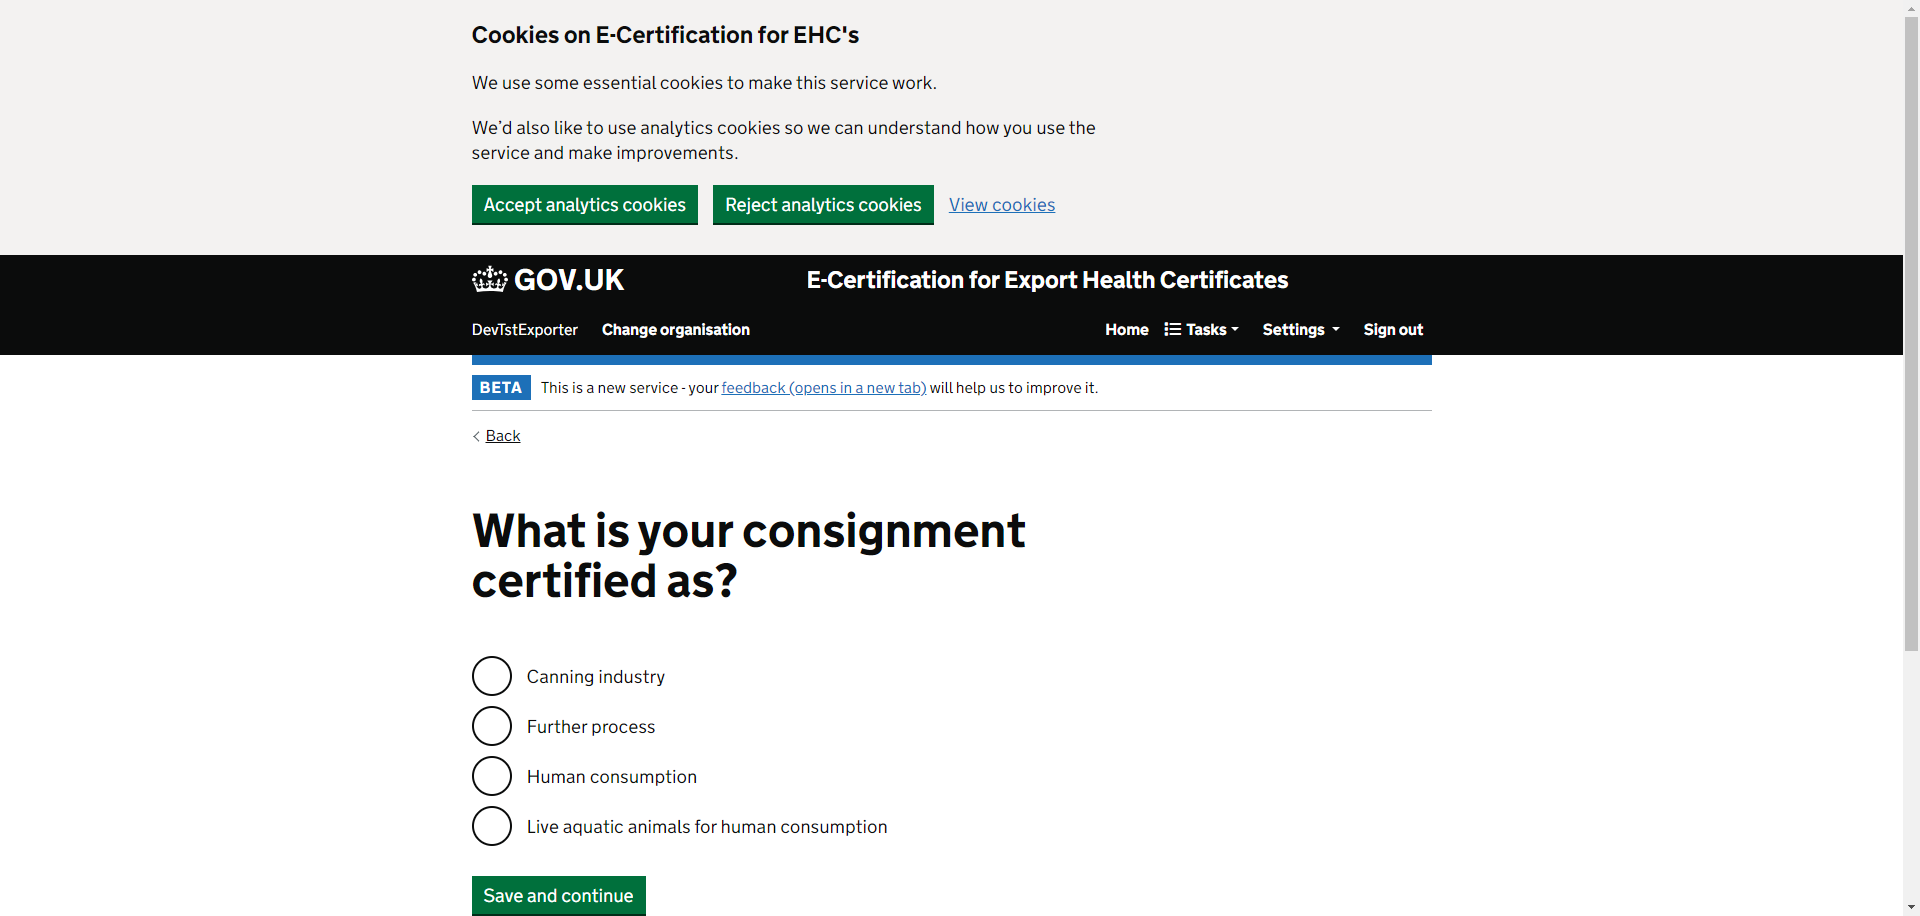 Cookies on E-Certification for EHC's
We use some essential cookies to make this service work.
We’d also like to use analytics cookies so we can understand how you use the
service and make improvements.
Accept analytics cookies Reject analytics cookies View cookies
GOV.UK E-Certification for Export Health Certificates
DevTstExporter Change organisation Home Tasks Settings Sign out
BETA This is a new service - your feedback (opens in a new tab) will help us to improve it.
Back
What is your consignment
certified as?
Canning industry
Further process
Human consumption
Live aquatic animals for human consumption
Save and continue